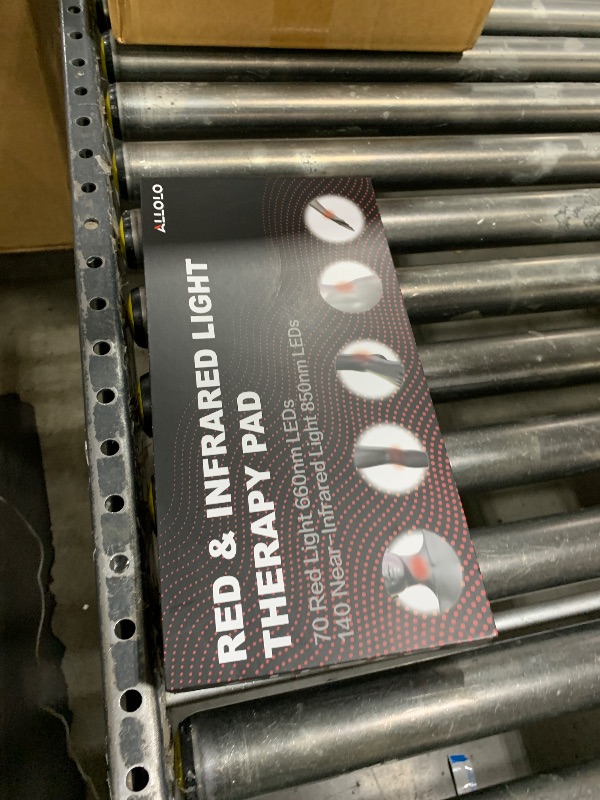 ALLOLO
RED & INFRARED LIGHT
THERAPY PAD
70 Red Light 660nm LEDs
140 Near-Infrared Light 850nm LEDs